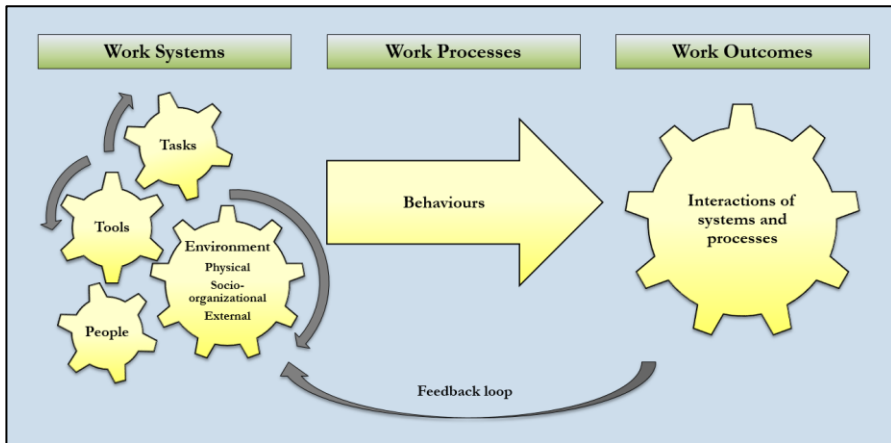 Work Systems
Work Processes
Work Outcomes
Tasks
Tools
Environment
Physical
Socio-
organizational
External
People
Behaviours
Interactions of
systems and
processes
Feedback loop